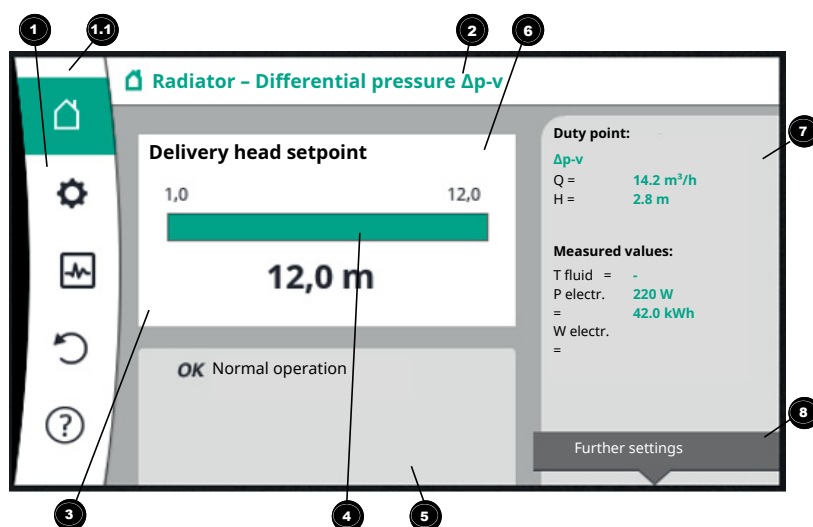 1
1.1
2
6
Radiator – Differential pressure Δp-v
Delivery head setpoint
1,0 12,0
12,0 m
OK Normal operation
Duty point:
7
Δp-v
Q = 14.2 m³/h
H = 2.8 m
Measured values:
T fluid = -
P electr. 220 W
= 42.0 kWh
W electr.
=
8
Further settings
?
3
4
5